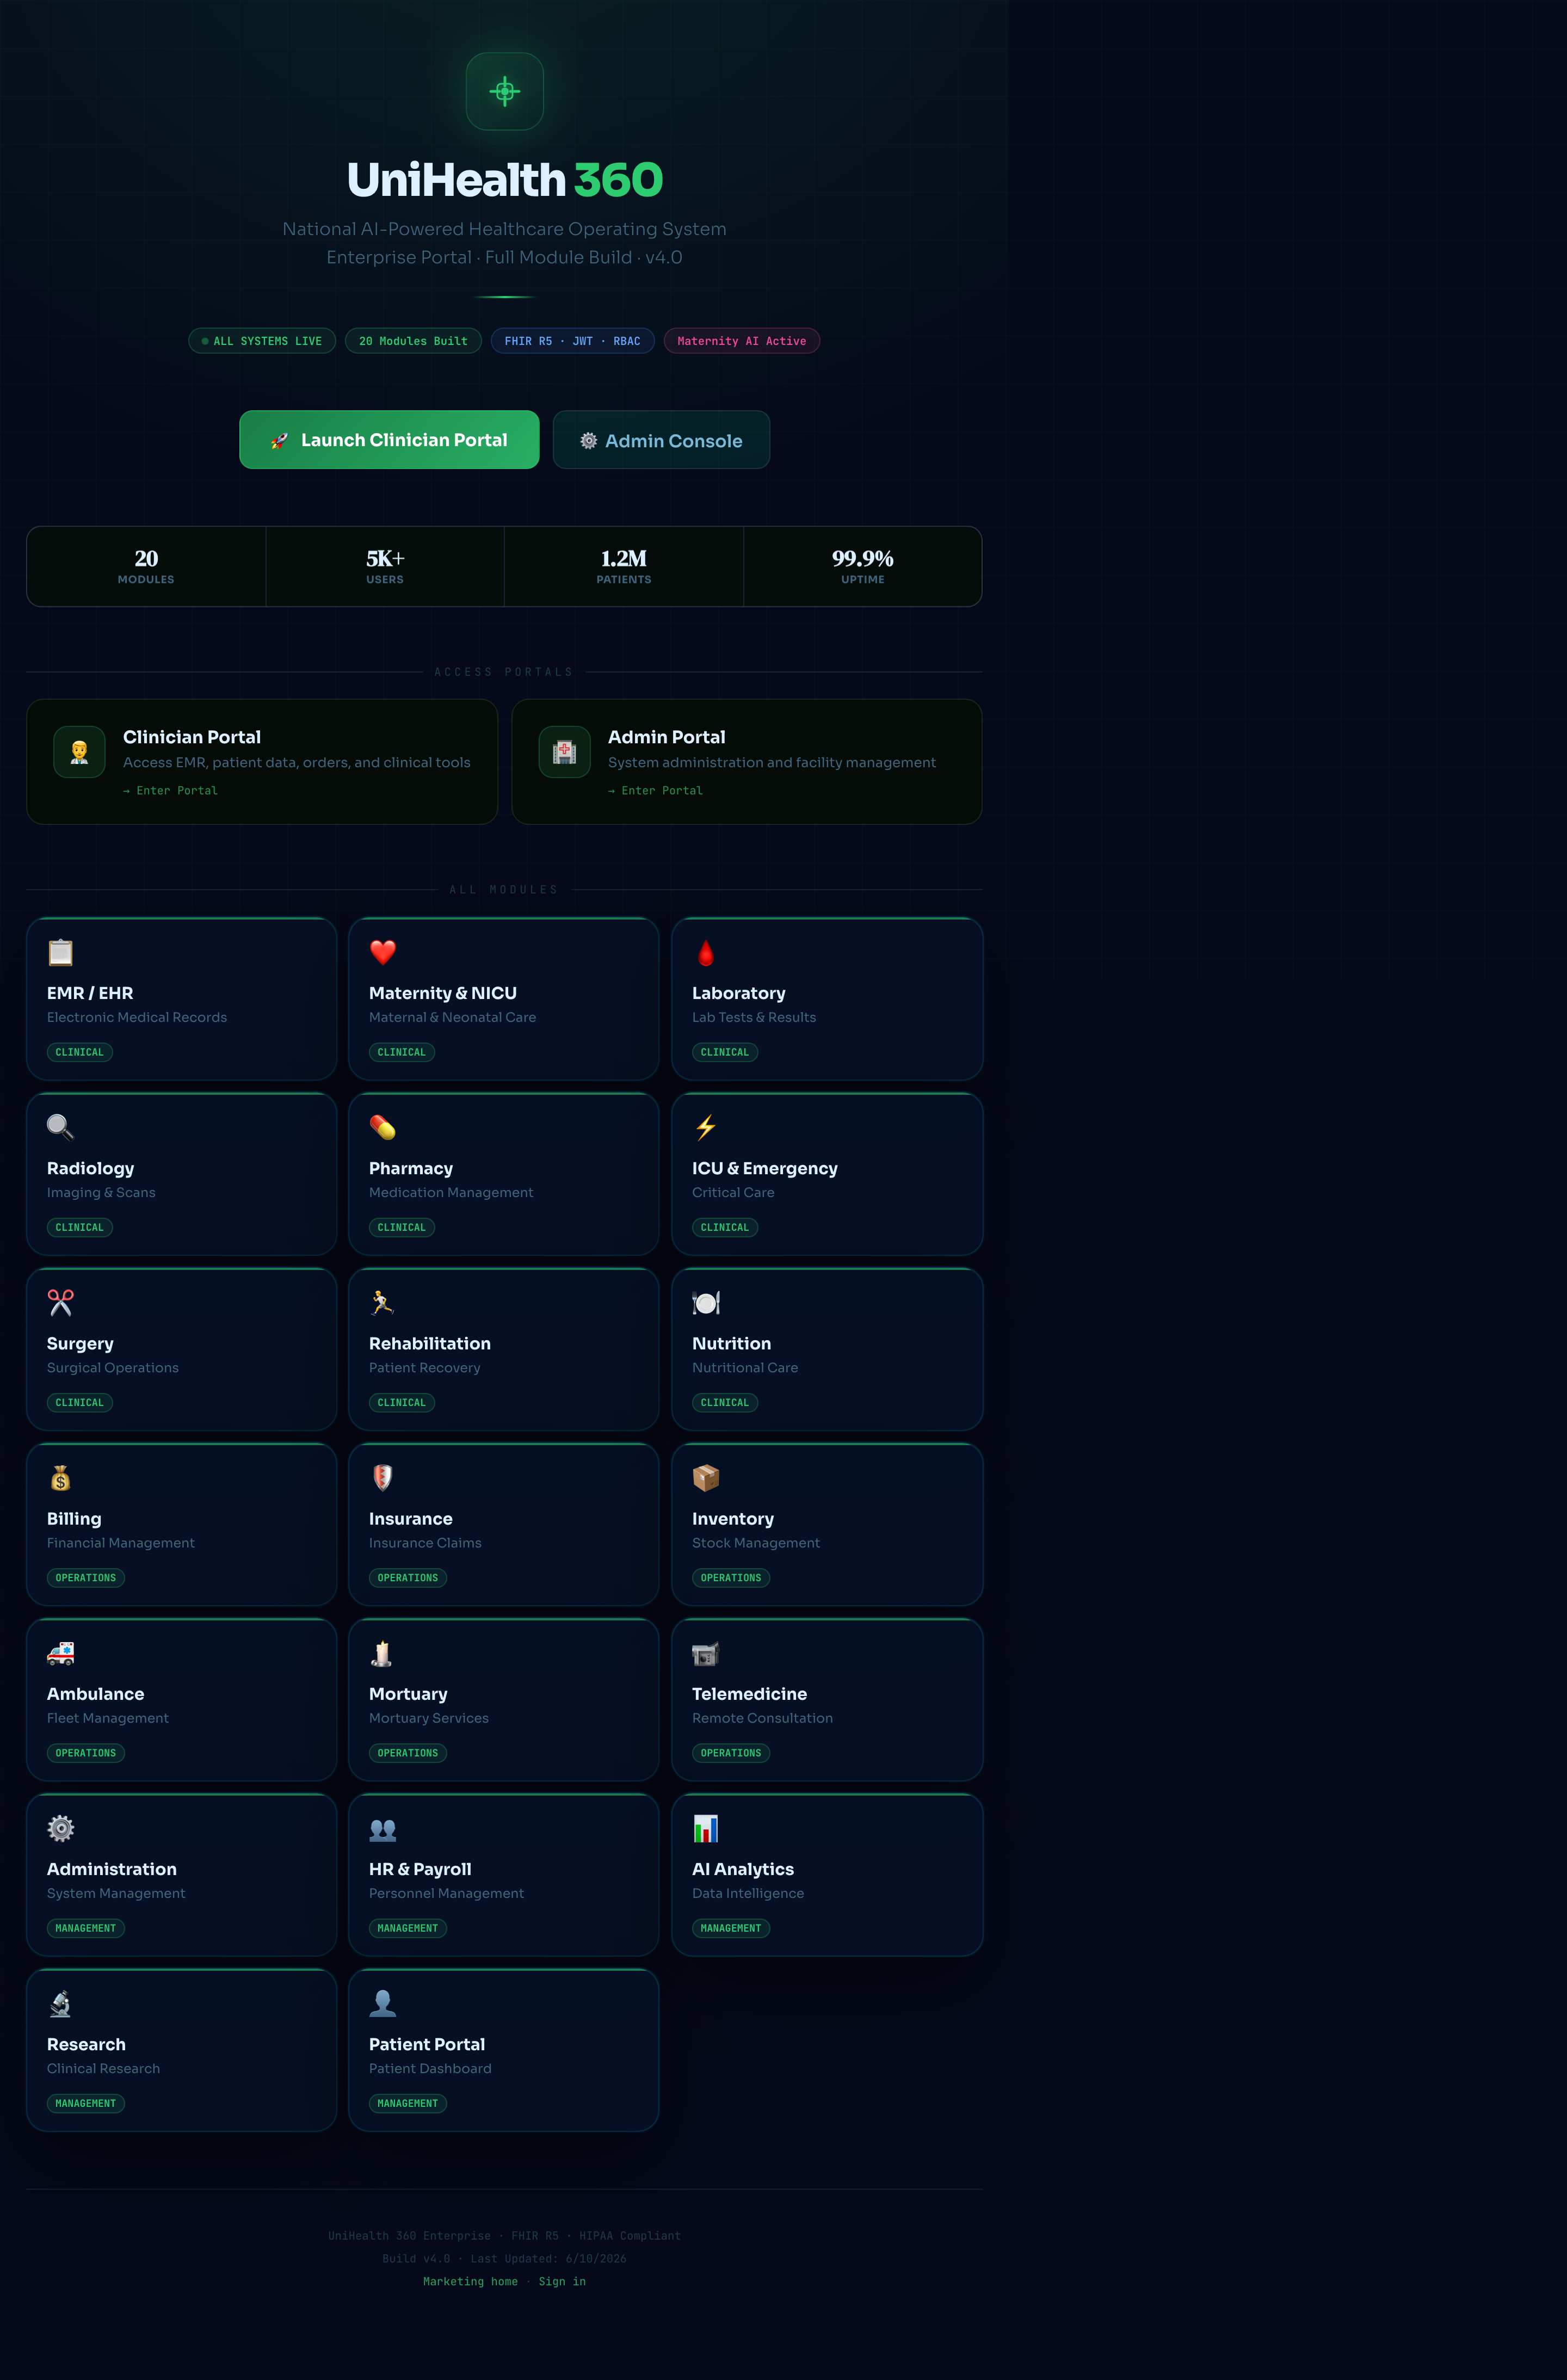 UniHealth 360
National AI-Powered Healthcare Operating System
Enterprise Portal · Full Module Build · v4.0
ALL SYSTEMS LIVE
20 Modules Built
FHIR R5 · JWT · RBAC
Maternity AI Active
Launch Clinician Portal
Admin Console
20
MODULES
5K+
USERS
1.2M
PATIENTS
99.9%
UPTIME
ACCESS PORTALS
Clinician Portal
Access EMR, patient data, orders, and clinical tools
→ Enter Portal
Admin Portal
System administration and facility management
→ Enter Portal
ALL MODULES
EMR / EHR
Electronic Medical Records
CLINICAL
Maternity & NICU
Maternal & Neonatal Care
CLINICAL
Laboratory
Lab Tests & Results
CLINICAL
Radiology
Imaging & Scans
CLINICAL
Pharmacy
Medication Management
CLINICAL
ICU & Emergency
Critical Care
CLINICAL
Surgery
Surgical Operations
CLINICAL
Rehabilitation
Patient Recovery
CLINICAL
Nutrition
Nutritional Care
CLINICAL
Billing
Financial Management
OPERATIONS
Insurance
Insurance Claims
OPERATIONS
Inventory
Stock Management
OPERATIONS
Ambulance
Fleet Management
OPERATIONS
Mortuary
Mortuary Services
OPERATIONS
Telemedicine
Remote Consultation
OPERATIONS
Administration
System Management
MANAGEMENT
HR & Payroll
Personnel Management
MANAGEMENT
AI Analytics
Data Intelligence
MANAGEMENT
Research
Clinical Research
MANAGEMENT
Patient Portal
Patient Dashboard
MANAGEMENT
UniHealth 360 Enterprise · FHIR R5 · HIPAA Compliant
Build v4.0 · Last Updated: 6/10/2026
Marketing home · Sign in